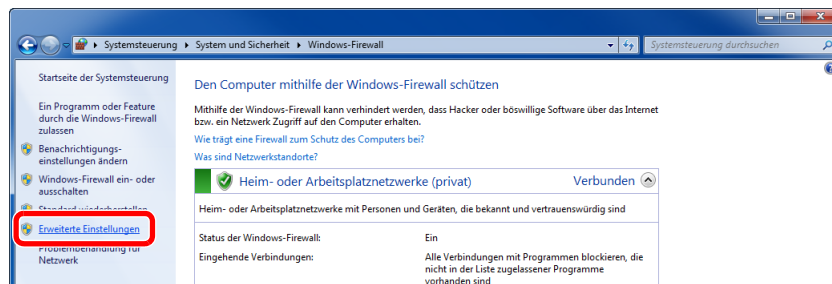 Systemsteuerung ▸ System und Sicherheit ▸ Windows-Firewall
Systemsteuerung durchsuchen
Startseite der Systemsteuerung
Ein Programm oder Feature
durch die Windows-Firewall
zulassen
Benachrichtigungs-
einstellungen ändern
Windows-Firewall ein- oder
ausschalten
Standard wiederherstellen
Erweiterte Einstellungen
Problembehandlung für
Netzwerk
Den Computer mithilfe der Windows-Firewall schützen
Mithilfe der Windows-Firewall kann verhindert werden, dass Hacker oder böswillige Software über das Internet
bzw. ein Netzwerk Zugriff auf den Computer erhalten.
Wie trägt eine Firewall zum Schutz des Computers bei?
Was sind Netzwerkstandorte?
Heim- oder Arbeitsplatznetzwerke (privat) Verbunden
Heim- oder Arbeitsplatznetzwerke mit Personen und Geräten, die bekannt und vertrauenswürdig sind
Status der Windows-Firewall: Ein
Eingehende Verbindungen: Alle Verbindungen mit Programmen blockieren, die
nicht in der Liste zugelassener Programme
vorhanden sind